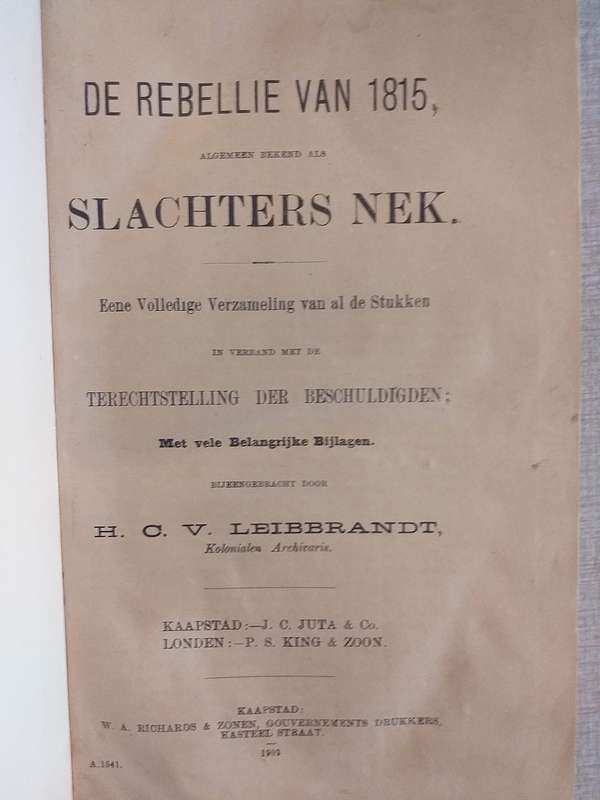 DE REBELLIE VAN 1815,
ALGEMEEN BEKEND ALS
SLACHTERS NEK.
Eene Volledige Verzameling van al de Stukken
IN VERBAND MET DE
TERECHTSTELLING DER BESCHULDIGDEN;
Met vele Belangrijke Bijlagen.
BIJEENGEBRACHT DOOR
H. C. V. LEIBBRANDT,
Kolonialen Archivaris.
KAAPSTAD:—J. C. JUTA & Co.
LONDEN:—P. S. KING & ZOON.
KAAPSTAD:
W. A. RICHARDS & ZONEN, GOUVERNEMENTS DRUKKERS,
KASTEEL STRAAT.
A.1541.